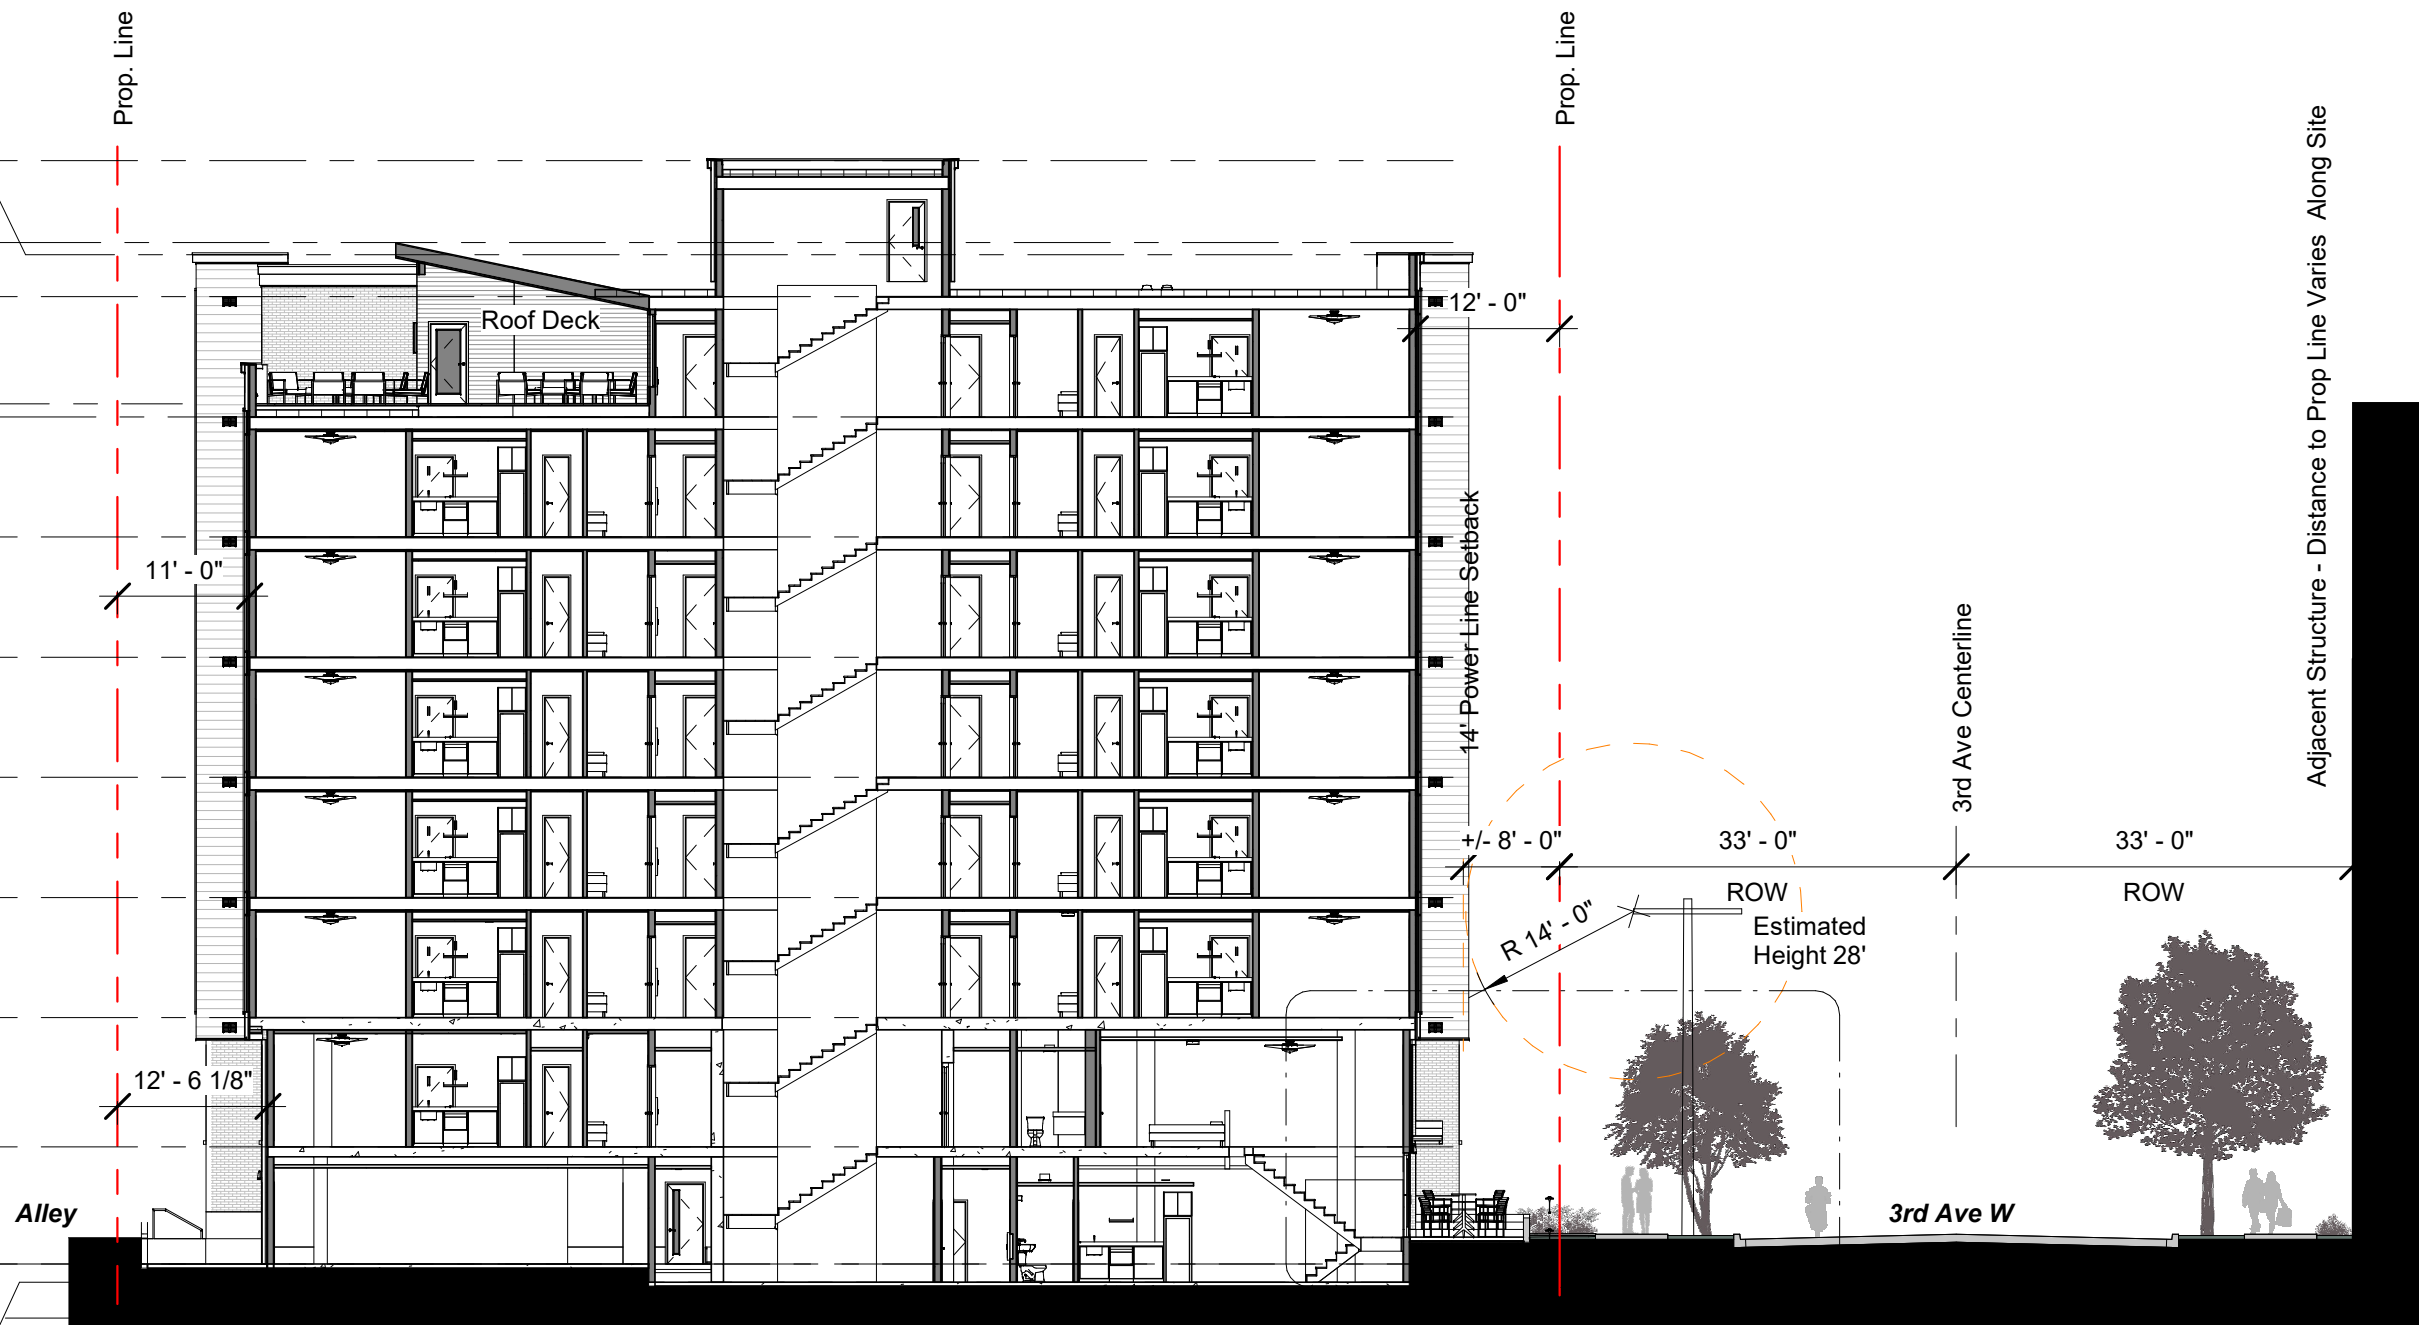 Prop. Line
Prop. Line
Adjacent Structure - Distance to Prop Line Varies Along Site
12' - 0"
Roof Deck
14' Power Line Setback
11' - 0"
3rd Ave Centerline
+/- 8' - 0"
33' - 0"
33' - 0"
ROW
ROW
R 14' - 0"
Estimated
Height 28'
12' - 6 1/8"
Alley
3rd Ave W